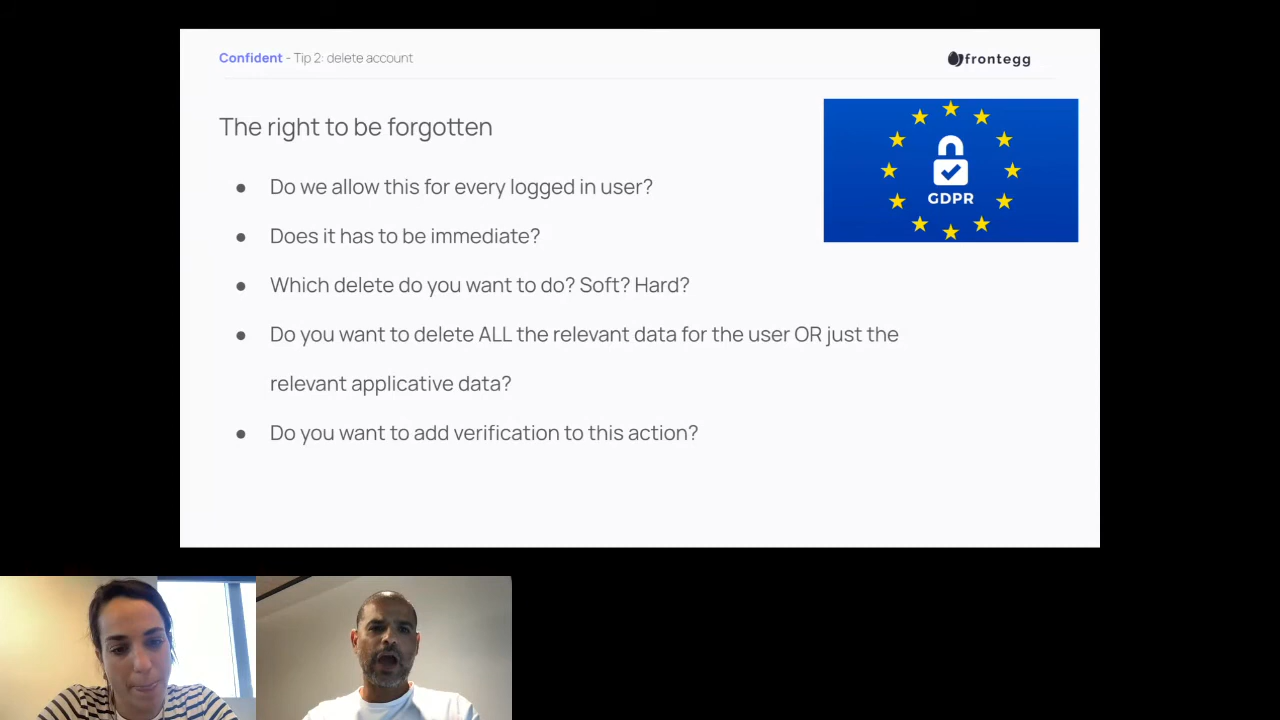 Confident - Tip 2: delete account
frontegg
The right to be forgotten
GDPR
● Do we allow this for every logged in user?
● Does it has to be immediate?
● Which delete do you want to do? Soft? Hard?
● Do you want to delete ALL the relevant data for the user OR just the
relevant applicative data?
● Do you want to add verification to this action?